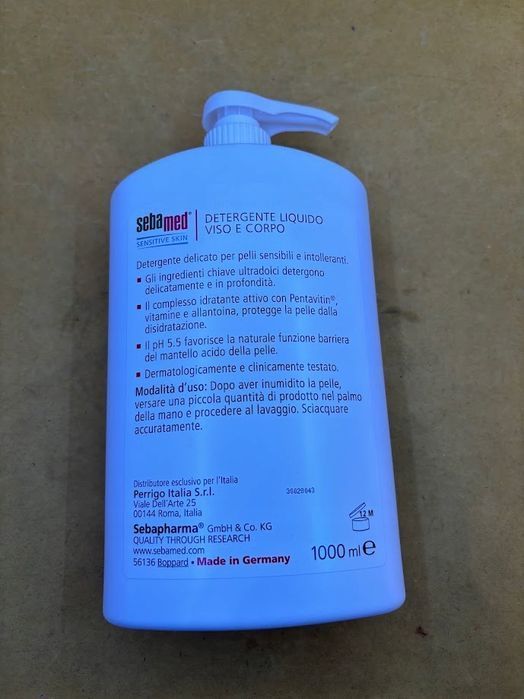 sebamed®
SENSITIVE SKIN
DETERGENTE LIQUIDO
VISO E CORPO
Detergente delicato per pelli sensibili e intolleranti.
▪ Gli ingredienti chiave ultradolci detergono
delicatamente e in profondità.
▪ Il complesso idratante attivo con Pentavitin®,
vitamine e allantoina, protegge la pelle dalla
disidratazione.
▪ Il pH 5.5 favorisce la naturale funzione barriera
del mantello acido della pelle.
▪ Dermatologicamente e clinicamente testato.
Modalità d'uso: Dopo aver inumidito la pelle,
versare una piccola quantità di prodotto nel palmo
della mano e procedere al lavaggio. Sciacquare
accuratamente.
Distributore esclusivo per l'Italia
Perrigo Italia S.r.l.
Viale Dell'Arte 25
00144 Roma, Italia
Sebapharma® GmbH & Co. KG
QUALITY THROUGH RESEARCH
www.sebamed.com
56136 Boppard ▪ Made in Germany
12 M
1000 ml e